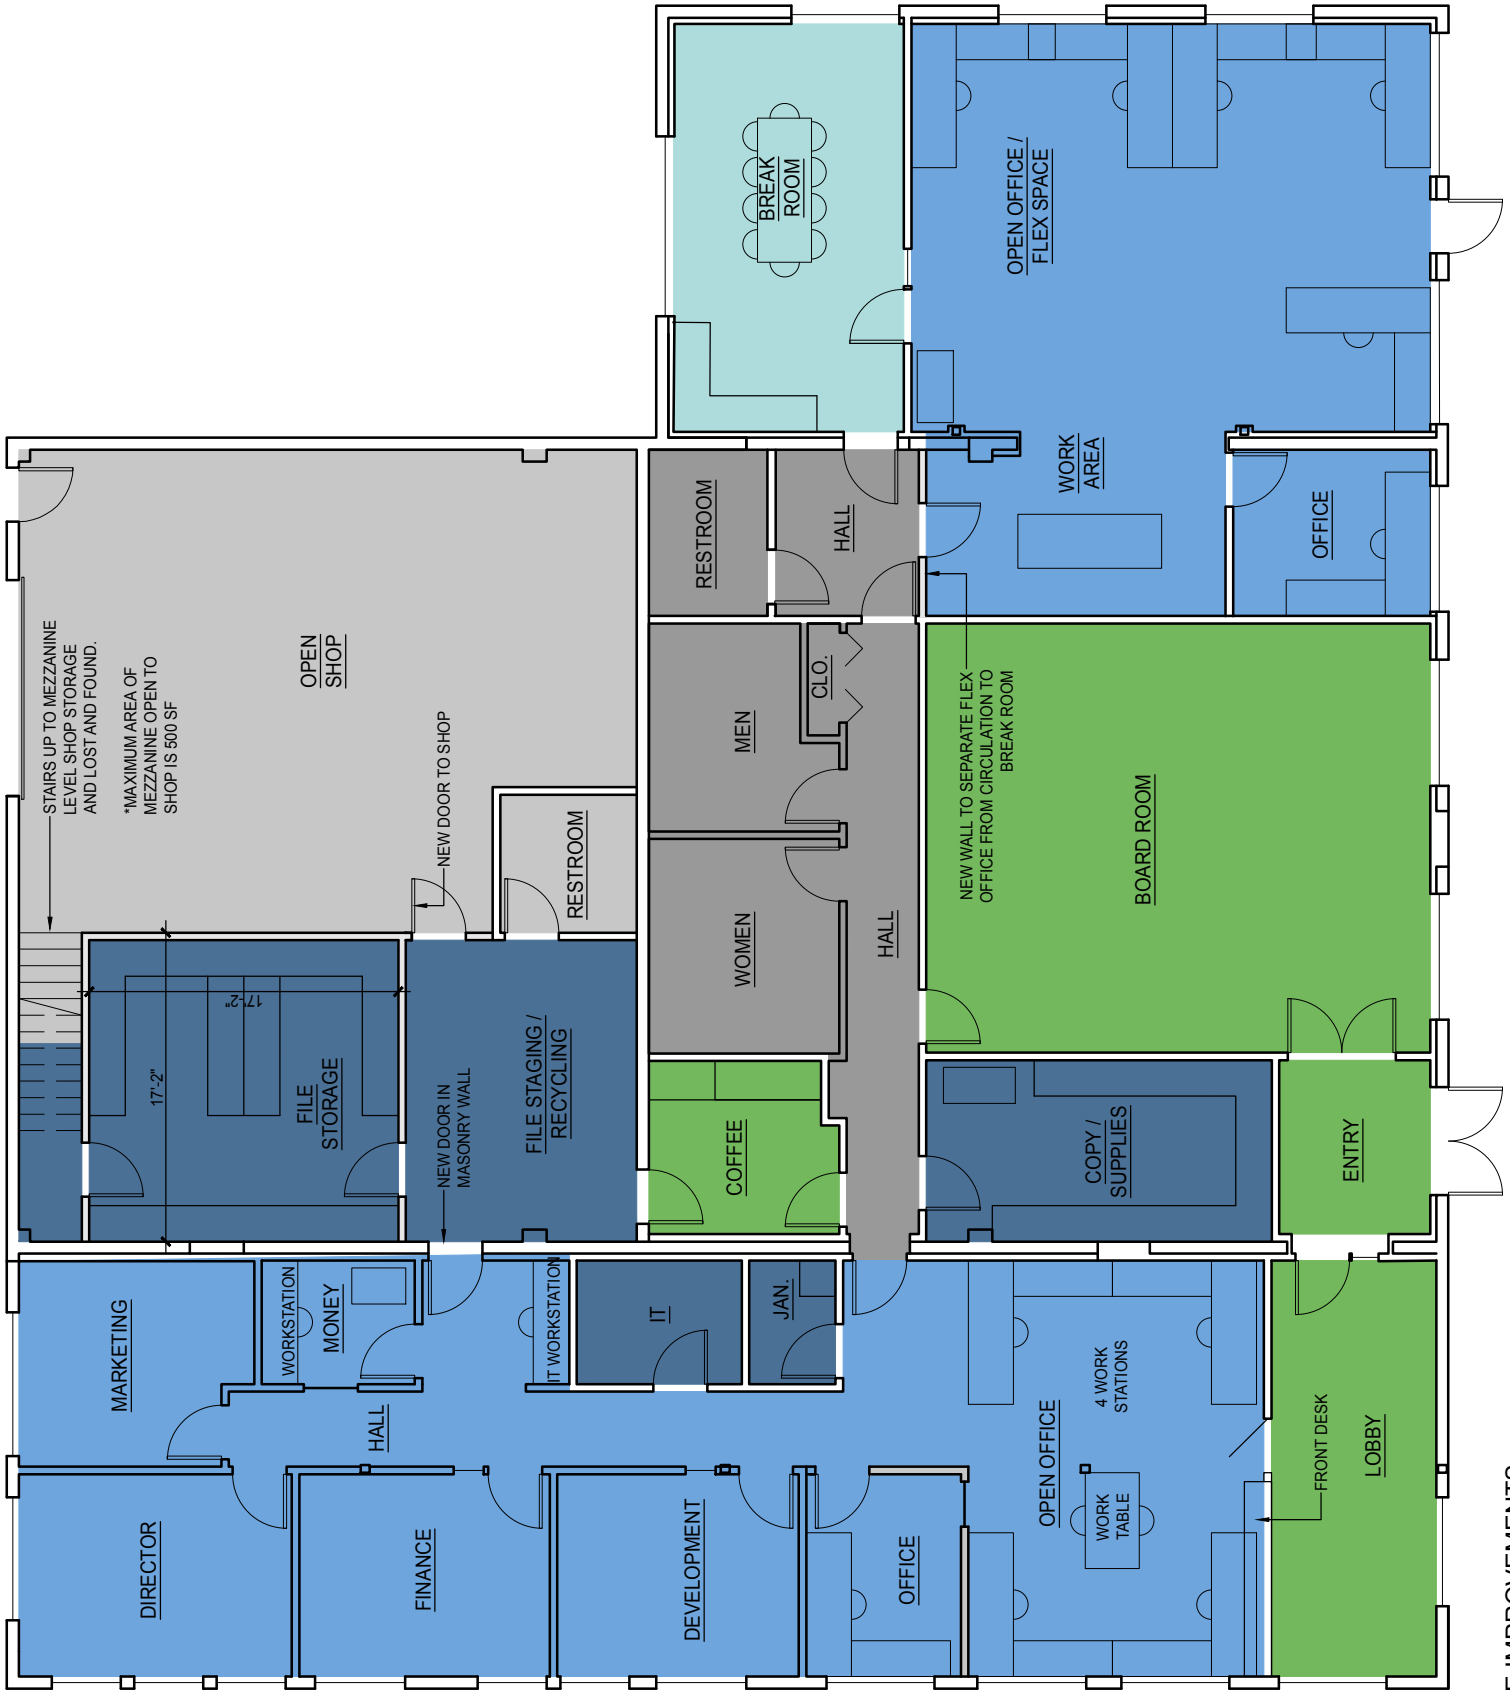 STAIRS UP TO MEZZANINE
LEVEL SHOP STORAGE
AND LOST AND FOUND.
*MAXIMUM AREA OF
MEZZANINE OPEN TO
SHOP IS 500 SF
OPEN
SHOP
NEW DOOR TO SHOP
RESTROOM
17'-2"
17'-2"
FILE
STORAGE
FILE STAGING /
RECYCLING
NEW DOOR IN
MASONRY WALL
MARKETING
WORKSTATION
MONEY
IT WORKSTATION
IT
JAN.
HALL
DIRECTOR
FINANCE
DEVELOPMENT
OFFICE
OPEN OFFICE
4 WORK
STATIONS
WORK
TABLE
FRONT DESK
LOBBY
ENTRY
COPY /
SUPPLIES
COFFEE
WOMEN
MEN
CLO.
HALL
RESTROOM
HALL
BREAK
ROOM
OPEN OFFICE /
FLEX SPACE
WORK
AREA
OFFICE
NEW WALL TO SEPARATE FLEX
OFFICE FROM CIRCULATION TO
BREAK ROOM
BOARD ROOM
IMPROVEMENTS